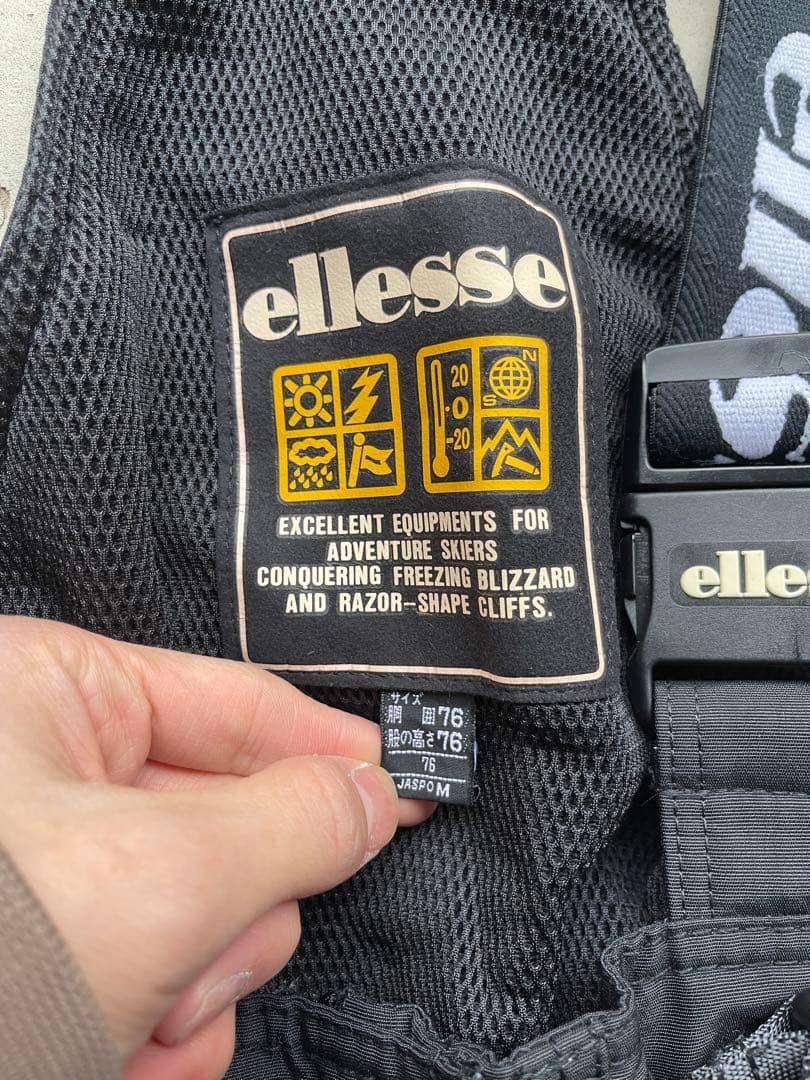 ellesse
20
N
0
S
-20
EXCELLENT EQUIPMENTS FOR
ADVENTURE SKIERS
CONQUERING FREEZING BLIZZARD
AND RAZOR-SHAPE CLIFFS.
サイズ
胴囲76
股の高さ76
76
JASPO M
elle